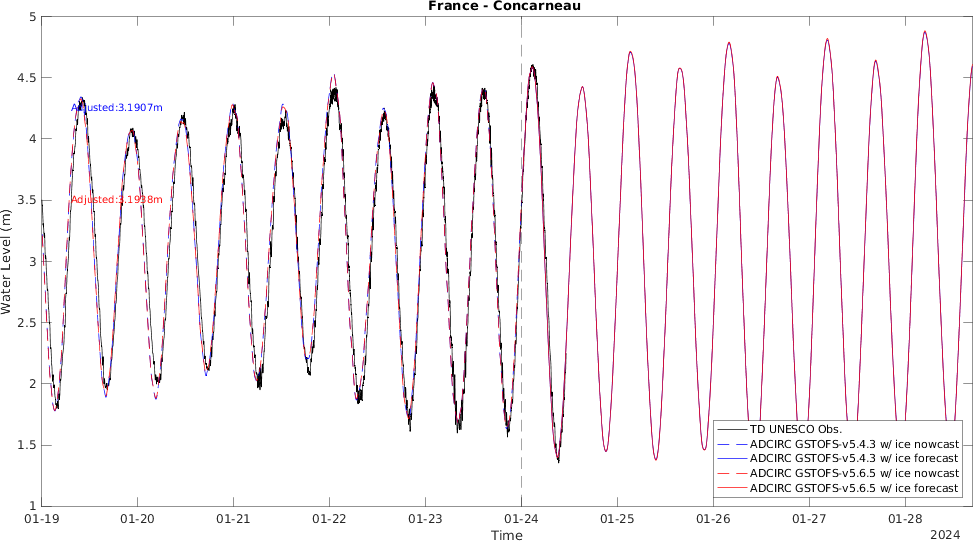 France - Concarneau
5
4.5
4
3.5
3
2.5
2
1.5
1
Water Level (m)
Adjusted:3.1907m
Adjusted:3.1938m
TD UNESCO Obs.
ADCIRC GSTOFS-v5.4.3 w/ ice nowcast
ADCIRC GSTOFS-v5.4.3 w/ ice forecast
ADCIRC GSTOFS-v5.6.5 w/ ice nowcast
ADCIRC GSTOFS-v5.6.5 w/ ice forecast
01-19 01-20 01-21 01-22 01-23 01-24 01-25 01-26 01-27 01-28
Time
2024